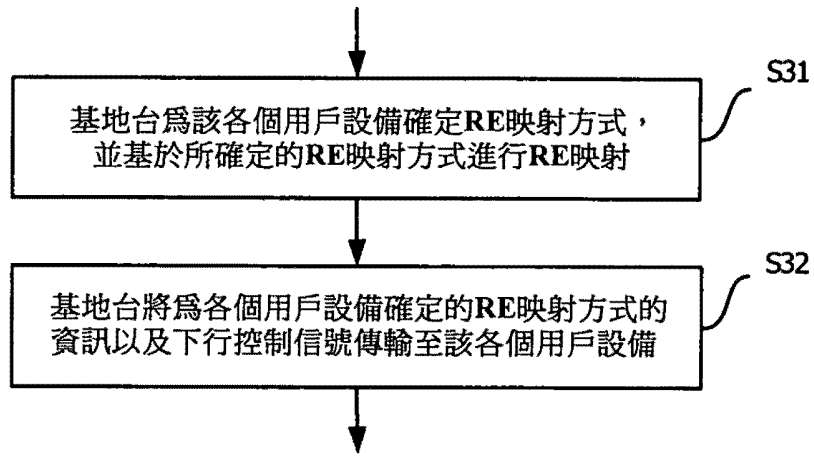 S31
基地台爲該各個用戶設備確定RE映射方式，
並基於所確定的RE映射方式進行RE映射
S32
基地台將爲各個用戶設備確定的RE映射方式的
資訊以及下行控制信號傳輸至該各個用戶設備